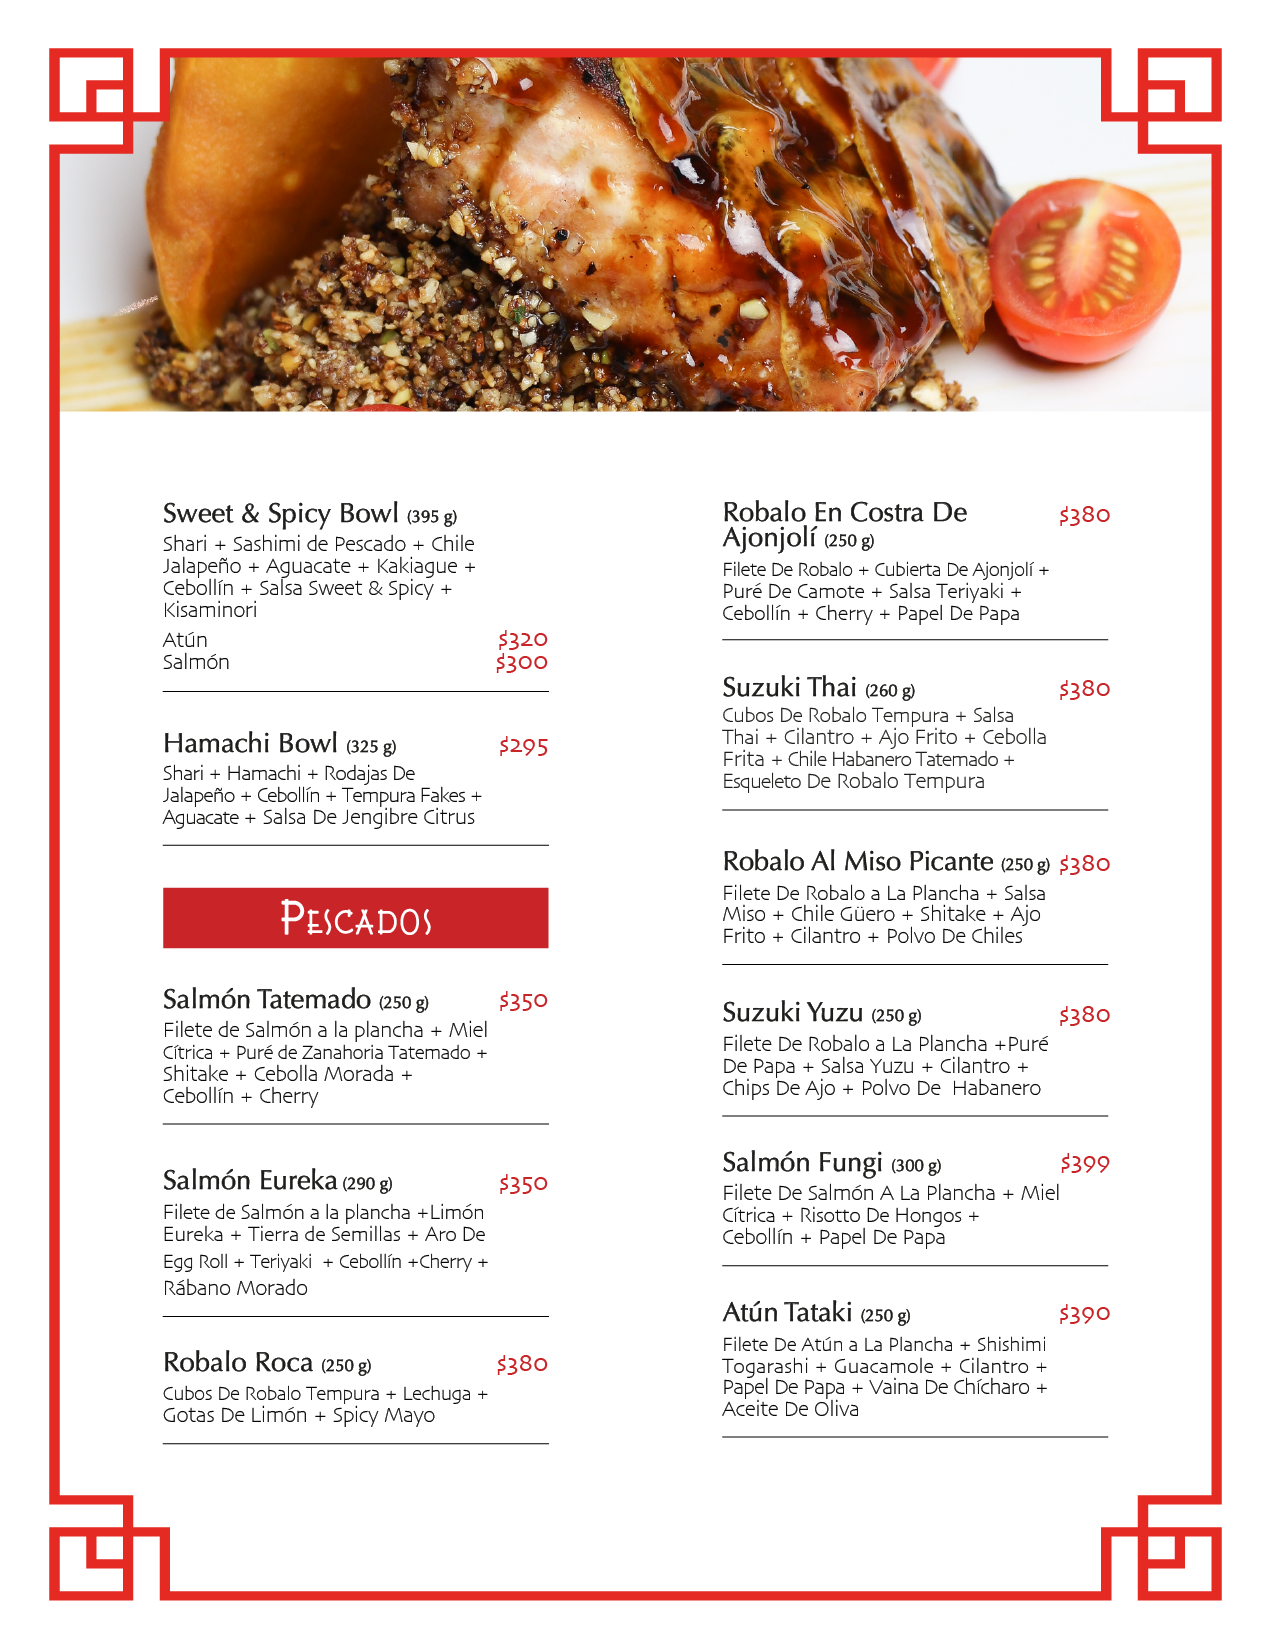 Sweet & Spicy Bowl (395 g)
Shari + Sashimi de Pescado + Chile
Jalapeño + Aguacate + Kakiague +
Cebollín + Salsa Sweet & Spicy +
Kisaminori
Atún $320
Salmón $300
Hamachi Bowl (325 g) $295
Shari + Hamachi + Rodajas De
Jalapeño + Cebollín + Tempura Fakes +
Aguacate + Salsa De Jengibre Citrus
PESCADOS
Salmón Tatemado (250 g) $350
Filete de Salmón a la plancha + Miel
Cítrica + Puré de Zanahoria Tatemado +
Shitake + Cebolla Morada +
Cebollín + Cherry
Salmón Eureka (290 g) $350
Filete de Salmón a la plancha +Limón
Eureka + Tierra de Semillas + Aro De
Egg Roll + Teriyaki + Cebollín +Cherry +
Rábano Morado
Robalo Roca (250 g) $380
Cubos De Robalo Tempura + Lechuga +
Gotas De Limón + Spicy Mayo
Robalo En Costra De $380
Ajonjolí (250 g)
Filete De Robalo + Cubierta De Ajonjolí +
Puré De Camote + Salsa Teriyaki +
Cebollín + Cherry + Papel De Papa
Suzuki Thai (260 g) $380
Cubos De Robalo Tempura + Salsa
Thai + Cilantro + Ajo Frito + Cebolla
Frita + Chile Habanero Tatemado +
Esqueleto De Robalo Tempura
Robalo Al Miso Picante (250 g) $380
Filete De Robalo a La Plancha + Salsa
Miso + Chile Güero + Shitake + Ajo
Frito + Cilantro + Polvo De Chiles
Suzuki Yuzu (250 g) $380
Filete De Robalo a La Plancha +Puré
De Papa + Salsa Yuzu + Cilantro +
Chips De Ajo + Polvo De Habanero
Salmón Fungi (300 g) $399
Filete De Salmón A La Plancha + Miel
Cítrica + Risotto De Hongos +
Cebollín + Papel De Papa
Atún Tataki (250 g) $390
Filete De Atún a La Plancha + Shishimi
Togarashi + Guacamole + Cilantro +
Papel De Papa + Vaina De Chícharo +
Aceite De Oliva